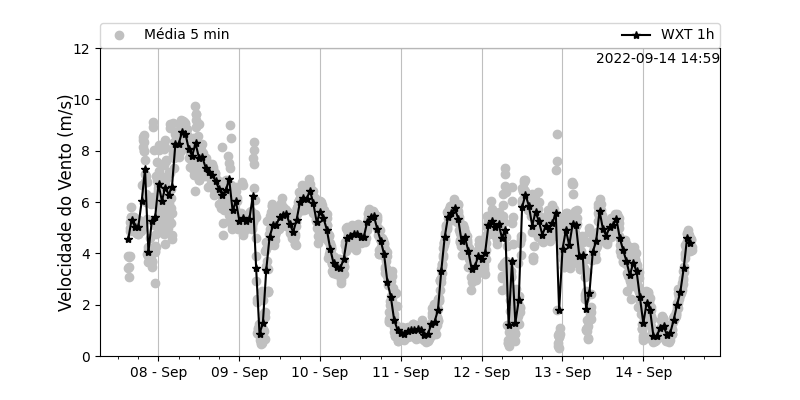 Média 5 min
WXT 1h
2022-09-14 14:59
Velocidade do Vento (m/s)
12
10
8
6
4
2
0
08 - Sep
09 - Sep
10 - Sep
11 - Sep
12 - Sep
13 - Sep
14 - Sep